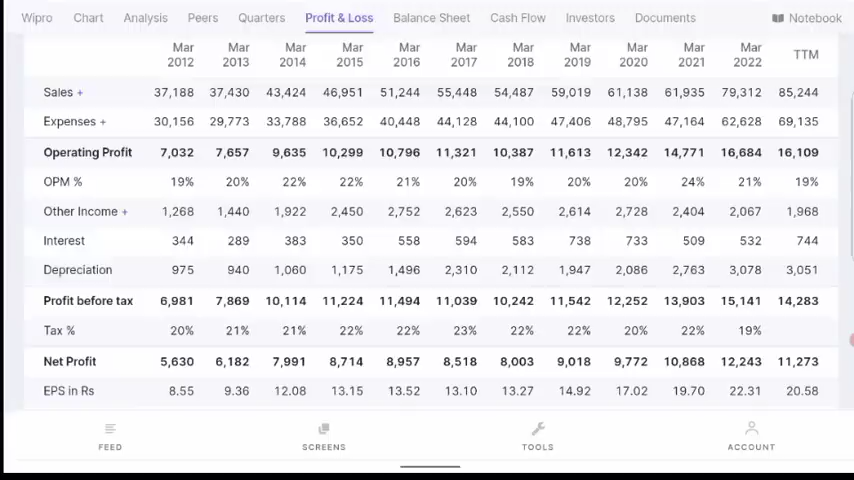 Wipro Chart Analysis Peers Quarters Profit & Loss Balance Sheet Cash Flow Investors Documents Notebook
Mar Mar Mar Mar Mar Mar Mar Mar Mar Mar Mar TTM
2012 2013 2014 2015 2016 2017 2018 2019 2020 2021 2022
Sales + 37,188 37,430 43,424 46,951 51,244 55,448 54,487 59,019 61,138 61,935 79,312 85,244
Expenses + 30,156 29,773 33,788 36,652 40,448 44,128 44,100 47,406 48,795 47,164 62,628 69,135
Operating Profit 7,032 7,657 9,635 10,299 10,796 11,321 10,387 11,613 12,342 14,771 16,684 16,109
OPM % 19% 20% 22% 22% 21% 20% 19% 20% 20% 24% 21% 19%
Other Income + 1,268 1,440 1,922 2,450 2,752 2,623 2,550 2,614 2,728 2,404 2,067 1,968
Interest 344 289 383 350 558 594 583 738 733 509 532 744
Depreciation 975 940 1,060 1,175 1,496 2,310 2,112 1,947 2,086 2,763 3,078 3,051
Profit before tax 6,981 7,869 10,114 11,224 11,494 11,039 10,242 11,542 12,252 13,903 15,141 14,283
Tax % 20% 21% 21% 22% 22% 23% 22% 22% 20% 22% 19%
Net Profit 5,630 6,182 7,991 8,714 8,957 8,518 8,003 9,018 9,772 10,868 12,243 11,273
EPS in Rs 8.55 9.36 12.08 13.15 13.52 13.10 13.27 14.92 17.02 19.70 22.31 20.58
FEED SCREENS TOOLS ACCOUNT